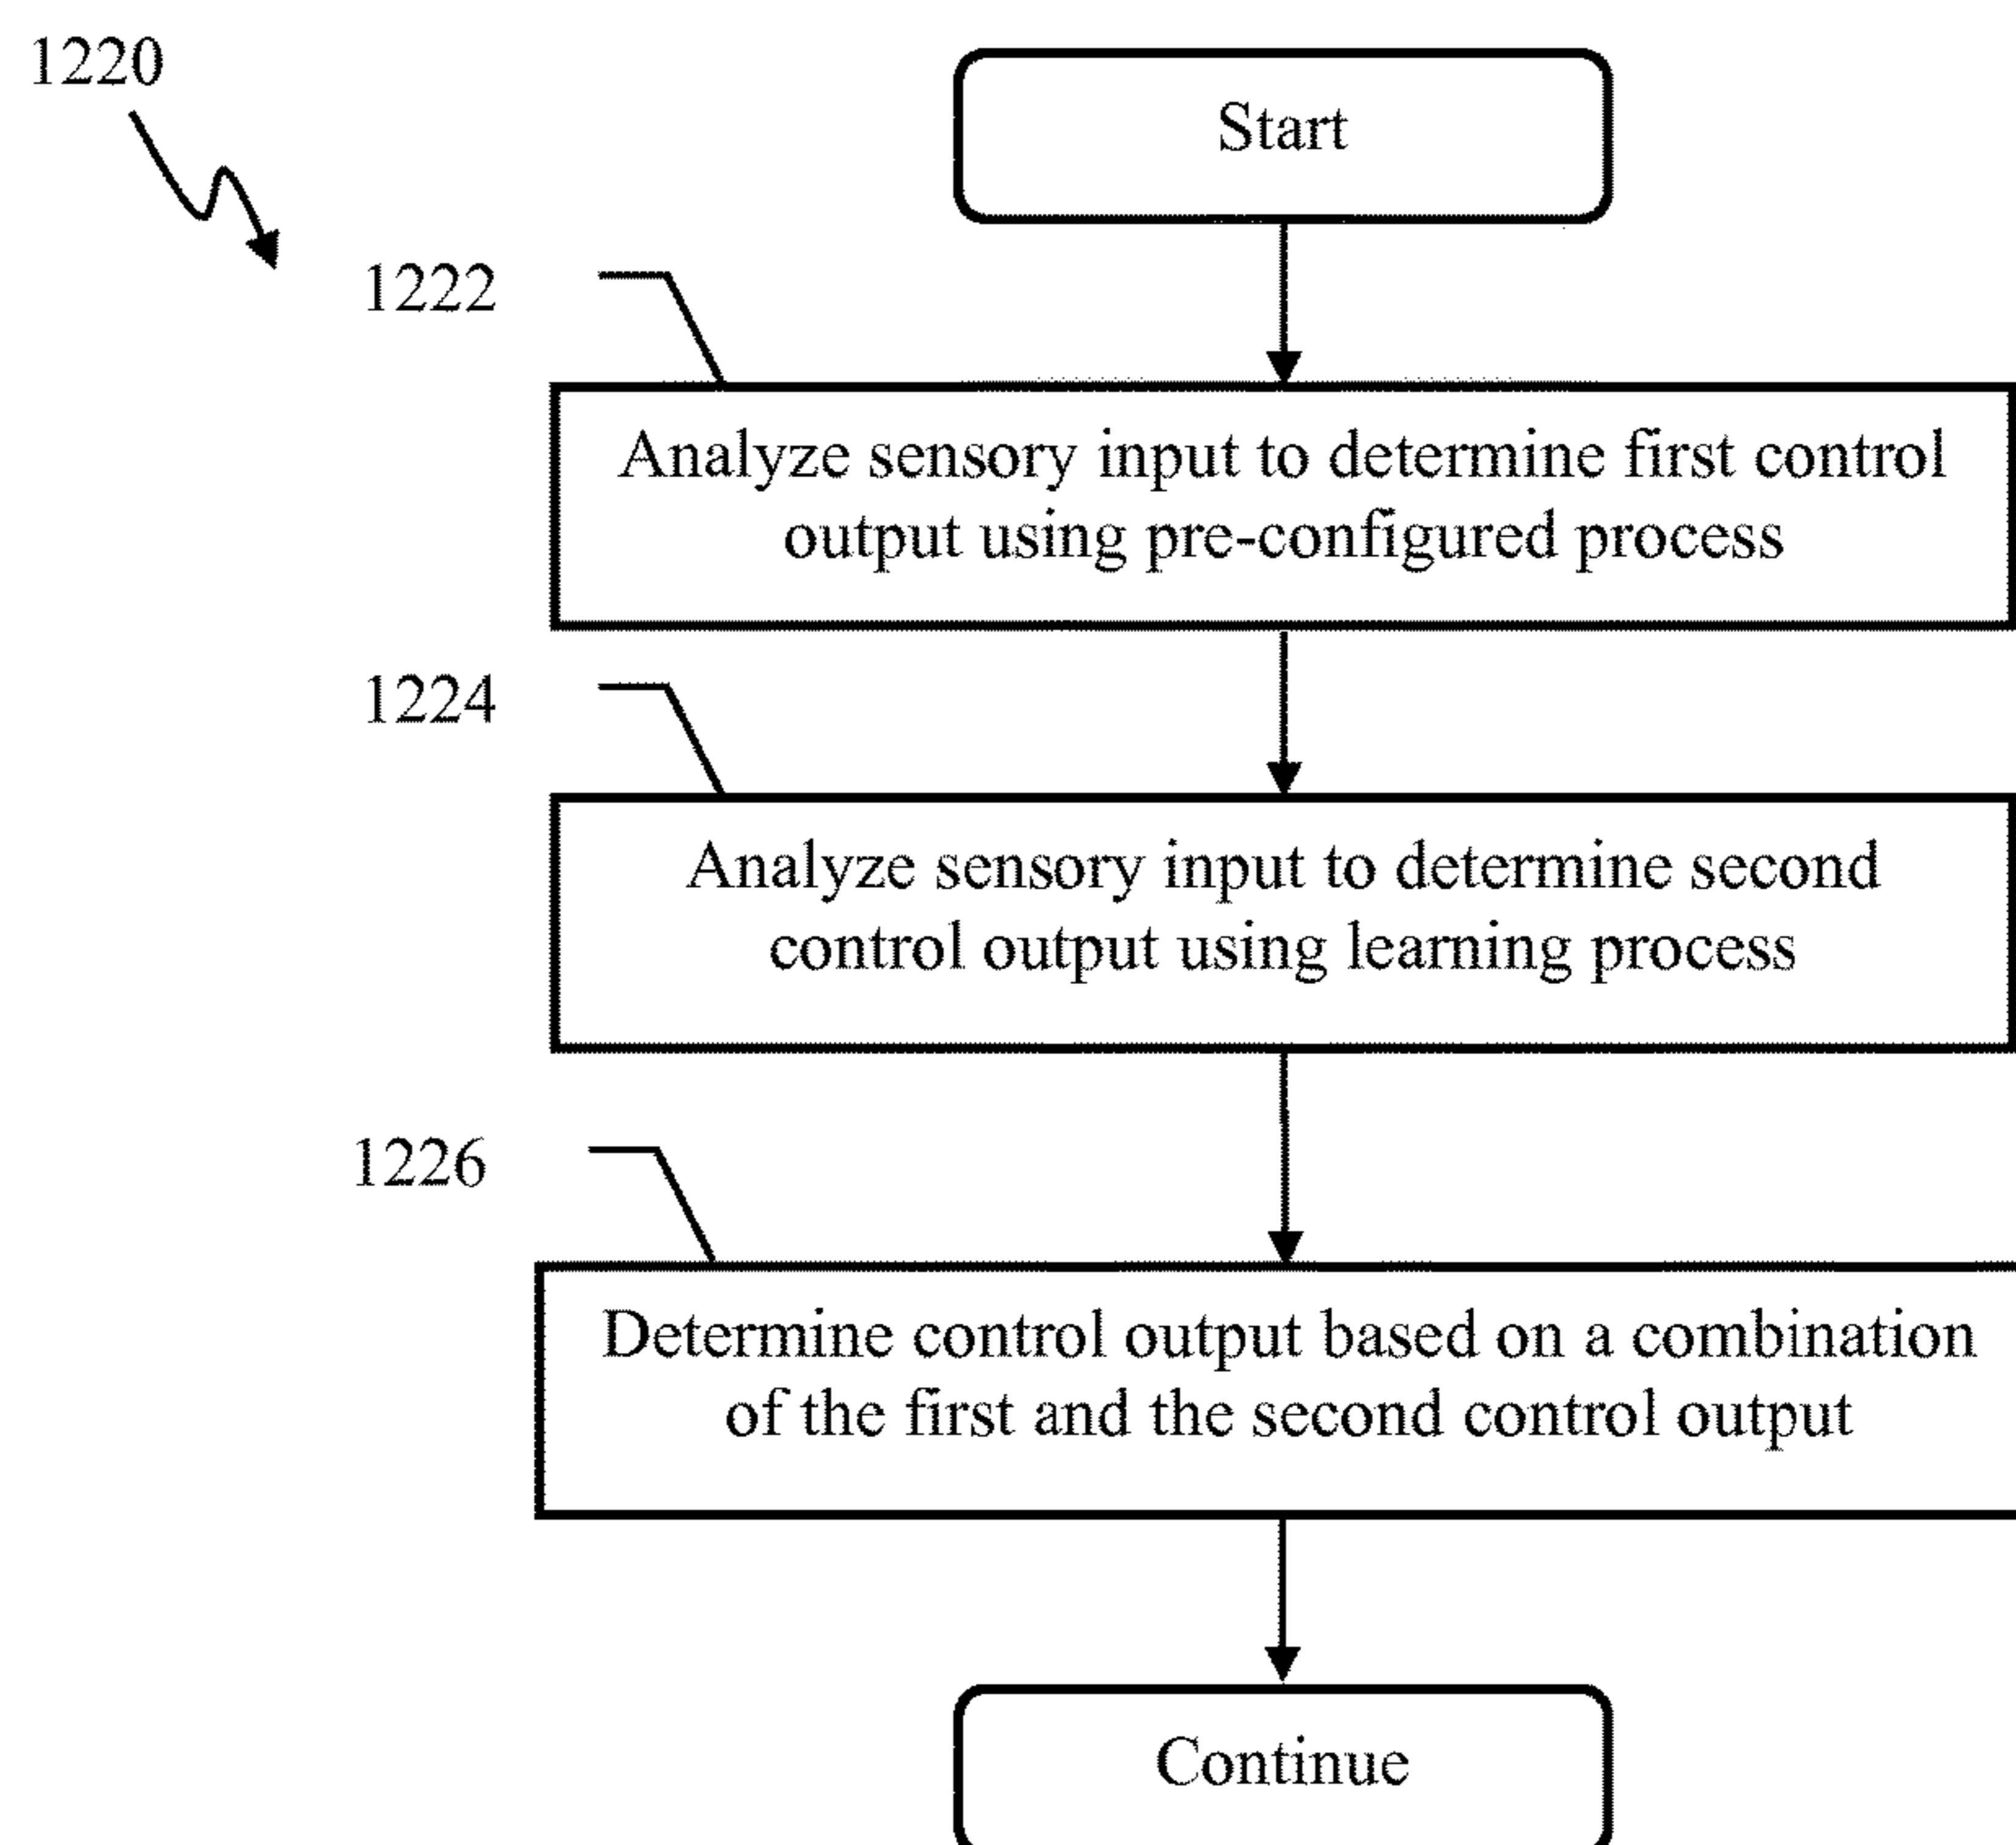 1220
Start
1222
Analyze sensory input to determine first control
output using pre-configured process
1224
Analyze sensory input to determine second
control output using learning process
1226
Determine control output based on a combination
of the first and the second control output
Continue